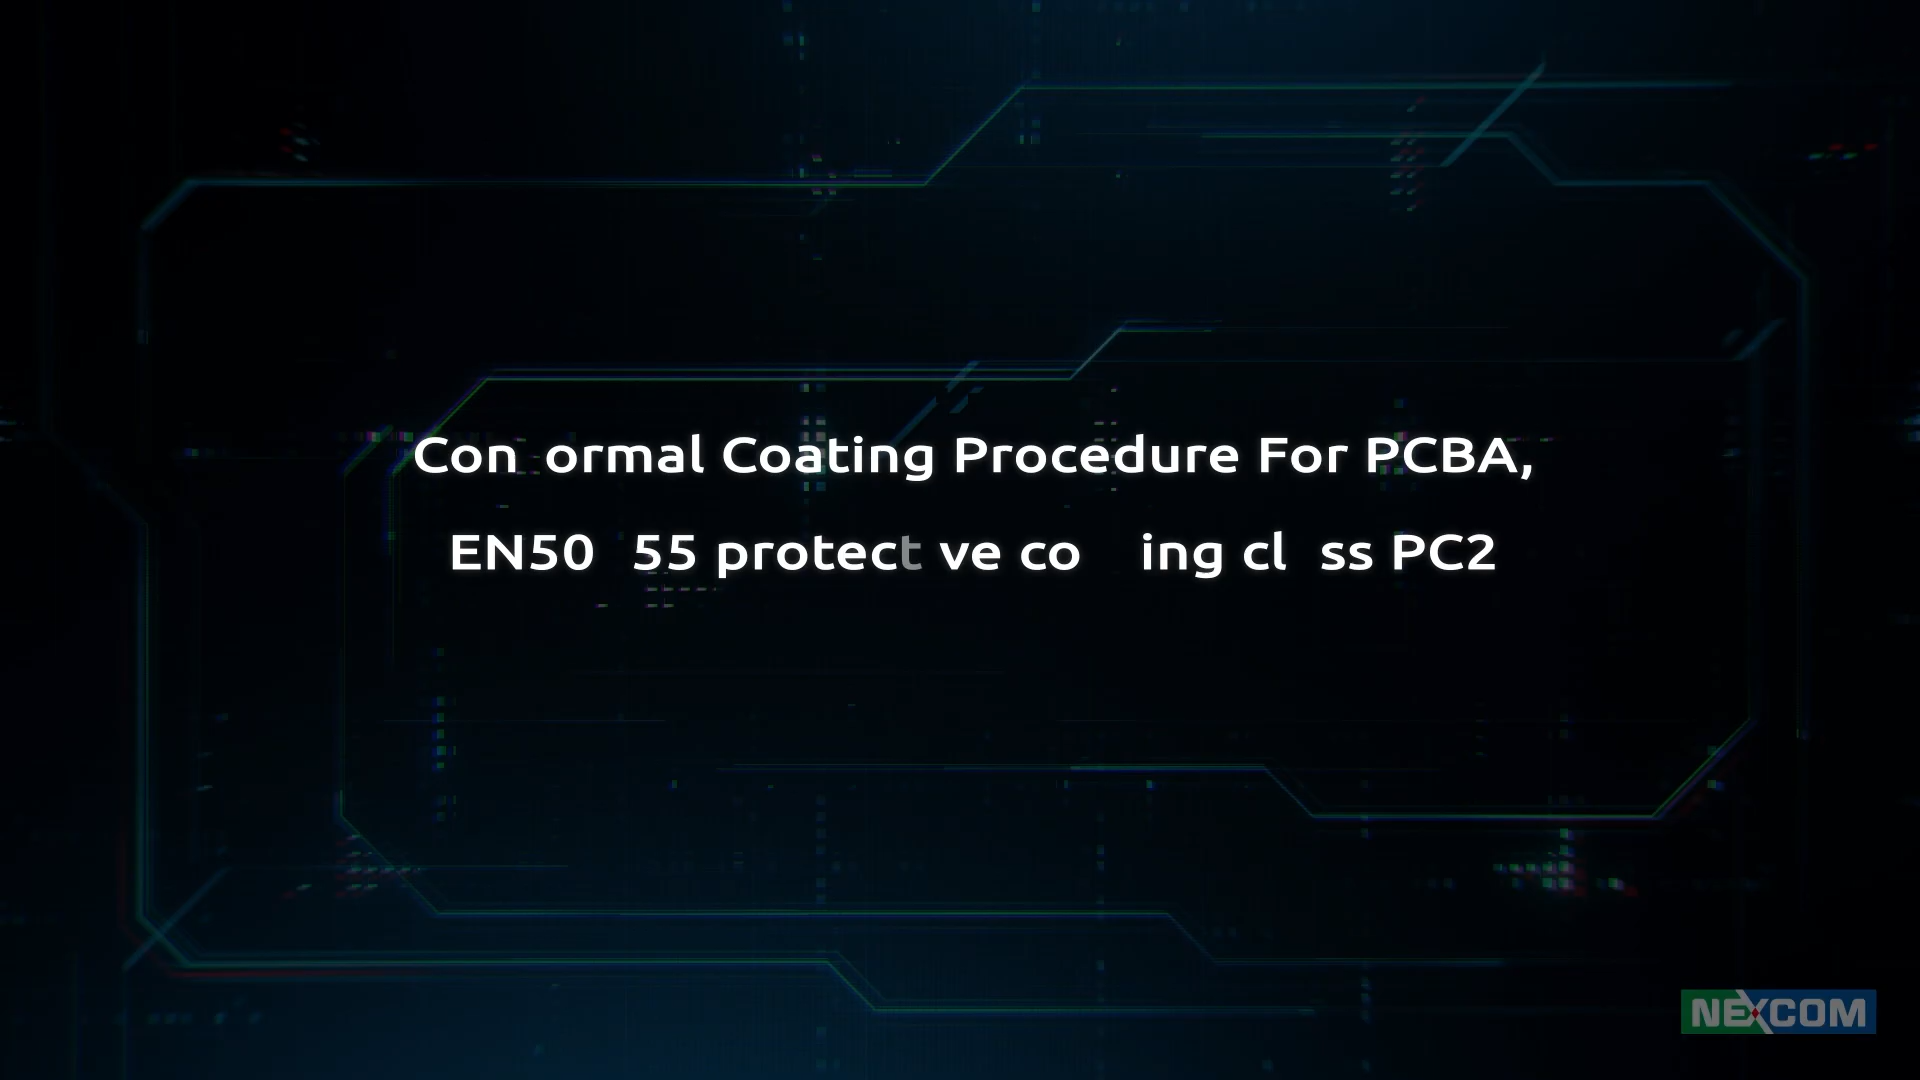 Con ormal Coating Procedure For PCBA,
EN50 55 protect ve co ing cl ss PC2
NEXCOM